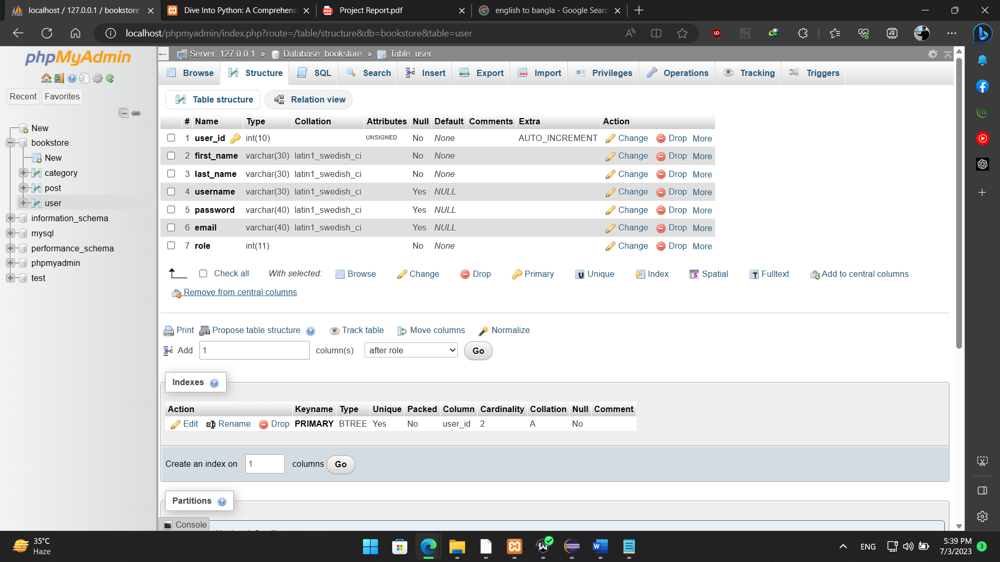 localhost / 127.0.0.1 / bookstore
Dive Into Python: A Comprehens
Project Report.pdf
english to bangla - Google Searc
localhost/phpmyadmin/index.php?route=/table/structure&db=bookstore&table=user
phpMyAdmin
Recent Favorites
New
bookstore
New
category
post
user
information_schema
mysql
performance_schema
phpmyadmin
test
Server: 127.0.0.1 » Database: bookstore » Table: user
Browse Structure SQL Search Insert Export Import Privileges Operations Tracking Triggers
Table structure Relation view
# Name Type Collation Attributes Null Default Comments Extra Action
1 user_id int(10) UNSIGNED No None AUTO_INCREMENT Change Drop More
2 first_name varchar(30) latin1_swedish_ci No None Change Drop More
3 last_name varchar(30) latin1_swedish_ci No None Change Drop More
4 username varchar(30) latin1_swedish_ci Yes NULL Change Drop More
5 password varchar(40) latin1_swedish_ci Yes NULL Change Drop More
6 email varchar(40) latin1_swedish_ci Yes NULL Change Drop More
7 role int(11) No None Change Drop More
Check all With selected: Browse Change Drop Primary Unique Index Spatial Fulltext Add to central columns
Remove from central columns
Print Propose table structure Track table Move columns Normalize
Add 1 column(s) after role Go
Indexes
Action Keyname Type Unique Packed Column Cardinality Collation Null Comment
Edit Rename Drop PRIMARY BTREE Yes No user_id 2 A No
Create an index on 1 columns Go
Partitions
Console
35°C
Haze
ENG
5:39 PM
7/3/2023
3